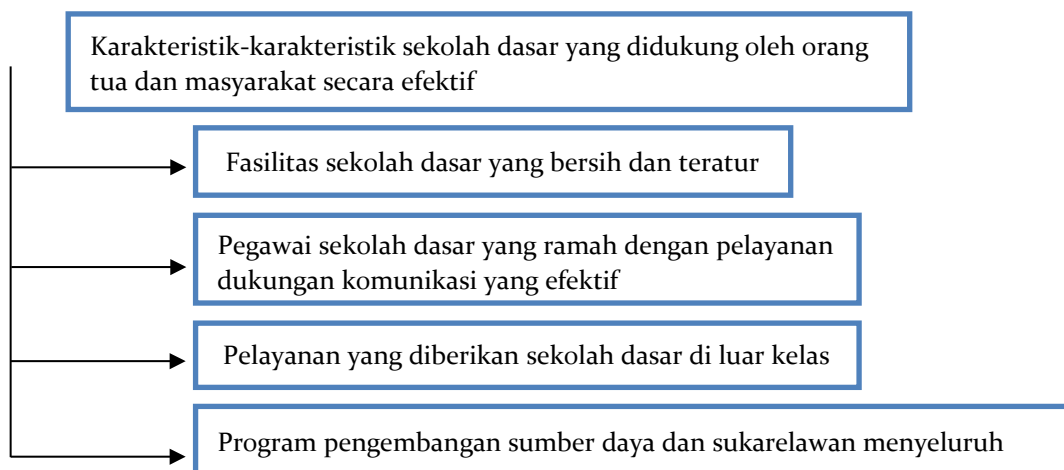 Karakteristik-karakteristik sekolah dasar yang didukung oleh orang
tua dan masyarakat secara efektif
Fasilitas sekolah dasar yang bersih dan teratur
Pegawai sekolah dasar yang ramah dengan pelayanan
dukungan komunikasi yang efektif
Pelayanan yang diberikan sekolah dasar di luar kelas
Program pengembangan sumber daya dan sukarelawan menyeluruh